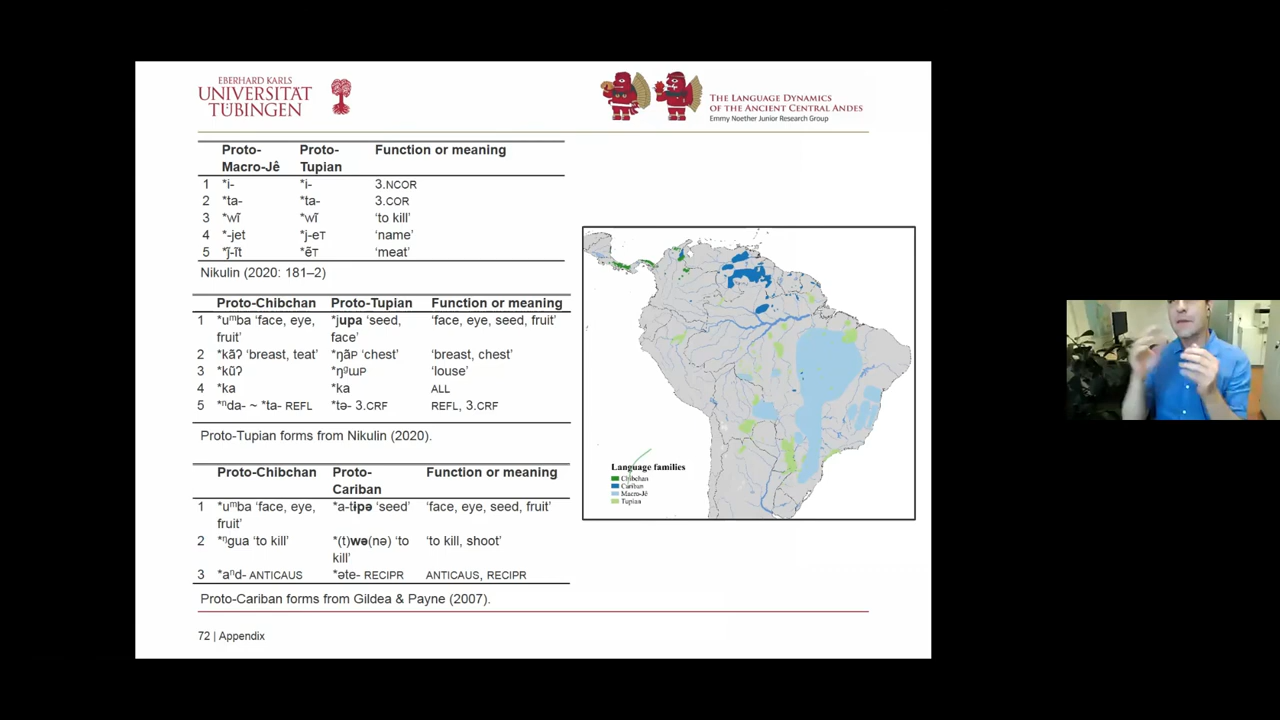 EBERHARD KARLS
UNIVERSITÄT
TÜBINGEN
THE LANGUAGE DYNAMICS
OF THE ANCIENT CENTRAL ANDES
Emmy Noether Junior Research Group
Proto-Macro-Jê Proto-Tupian Function or meaning
1 *i- *i- 3.NCOR
2 *ta- *ta- 3.COR
3 *wĩ *wĩ ‘to kill’
4 *-jet *j-eT ‘name’
5 *j̃-ĩt *ẽT ‘meat’
Nikulin (2020: 181–2)
Proto-Chibchan Proto-Tupian Function or meaning
1 *uᵐba ‘face, eye, fruit’ *jupa ‘seed, face’ ‘face, eye, seed, fruit’
2 *kãʔ ‘breast, teat’ *ŋãP ‘chest’ ‘breast, chest’
3 *kũʔ *ŋᵍɯP ‘louse’
4 *ka *ka ALL
5 *ⁿda- ~ *ta- REFL *tə- 3.CRF REFL, 3.CRF
Proto-Tupian forms from Nikulin (2020).
Proto-Chibchan Proto-Cariban Function or meaning
1 *uᵐba ‘face, eye, fruit’ *a-tɨpə ‘seed’ ‘face, eye, seed, fruit’
2 *ᵑgua ‘to kill’ *(t)wə(nə) ‘to kill’ ‘to kill, shoot’
3 *aⁿd- ANTICAUS *əte- RECIPR ANTICAUS, RECIPR
Proto-Cariban forms from Gildea & Payne (2007).
Language families
Chibchan
Cariban
Macro-Jê
Tupian
72 | Appendix